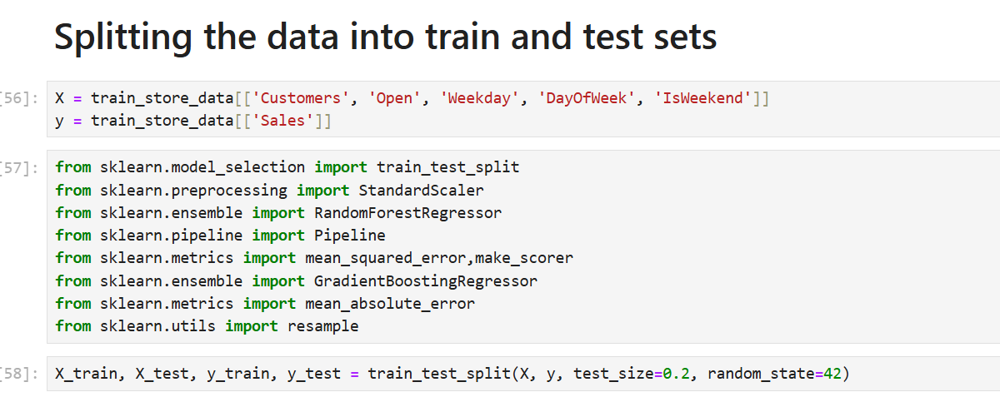 Splitting the data into train and test sets
[56]: X = train_store_data[['Customers', 'Open', 'Weekday', 'DayOfWeek', 'IsWeekend']]
y = train_store_data[['Sales']]
[57]: from sklearn.model_selection import train_test_split
from sklearn.preprocessing import StandardScaler
from sklearn.ensemble import RandomForestRegressor
from sklearn.pipeline import Pipeline
from sklearn.metrics import mean_squared_error,make_scorer
from sklearn.ensemble import GradientBoostingRegressor
from sklearn.metrics import mean_absolute_error
from sklearn.utils import resample
[58]: X_train, X_test, y_train, y_test = train_test_split(X, y, test_size=0.2, random_state=42)